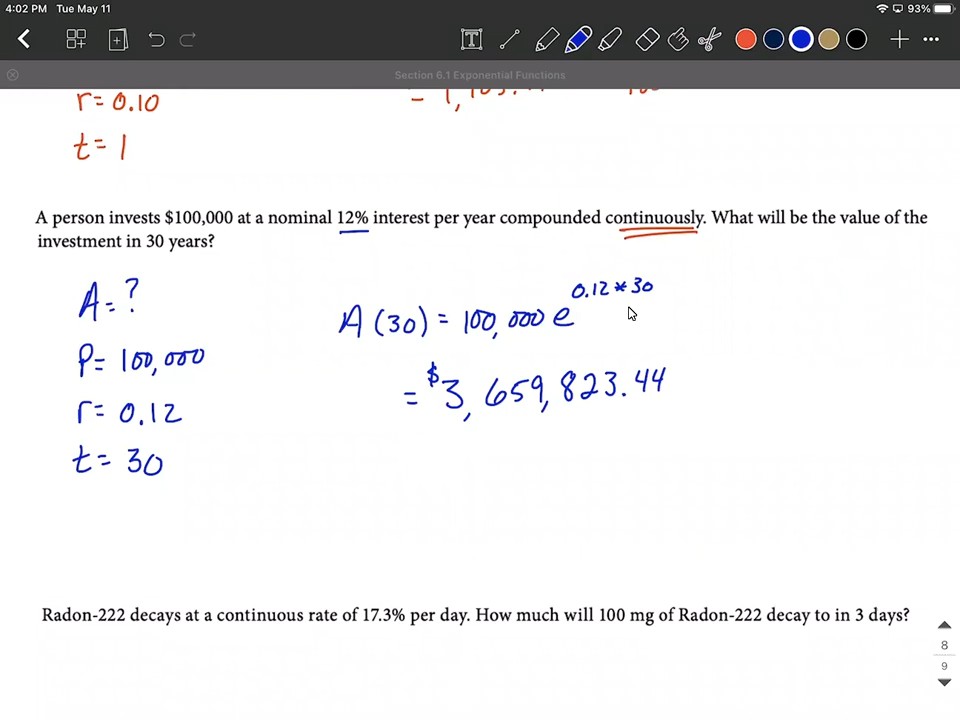 4:02 PM Tue May 11
93%
Section 6.1 Exponential Functions
r = 0.10
t = 1
A person invests $100,000 at a nominal 12% interest per year compounded continuously. What will be the value of the
investment in 30 years?
A = ?
P = 100,000
r = 0.12
t = 30
A (30) = 100,000 e^0.12 * 30
= $3,659,823.44
Radon-222 decays at a continuous rate of 17.3% per day. How much will 100 mg of Radon-222 decay to in 3 days?
8
9